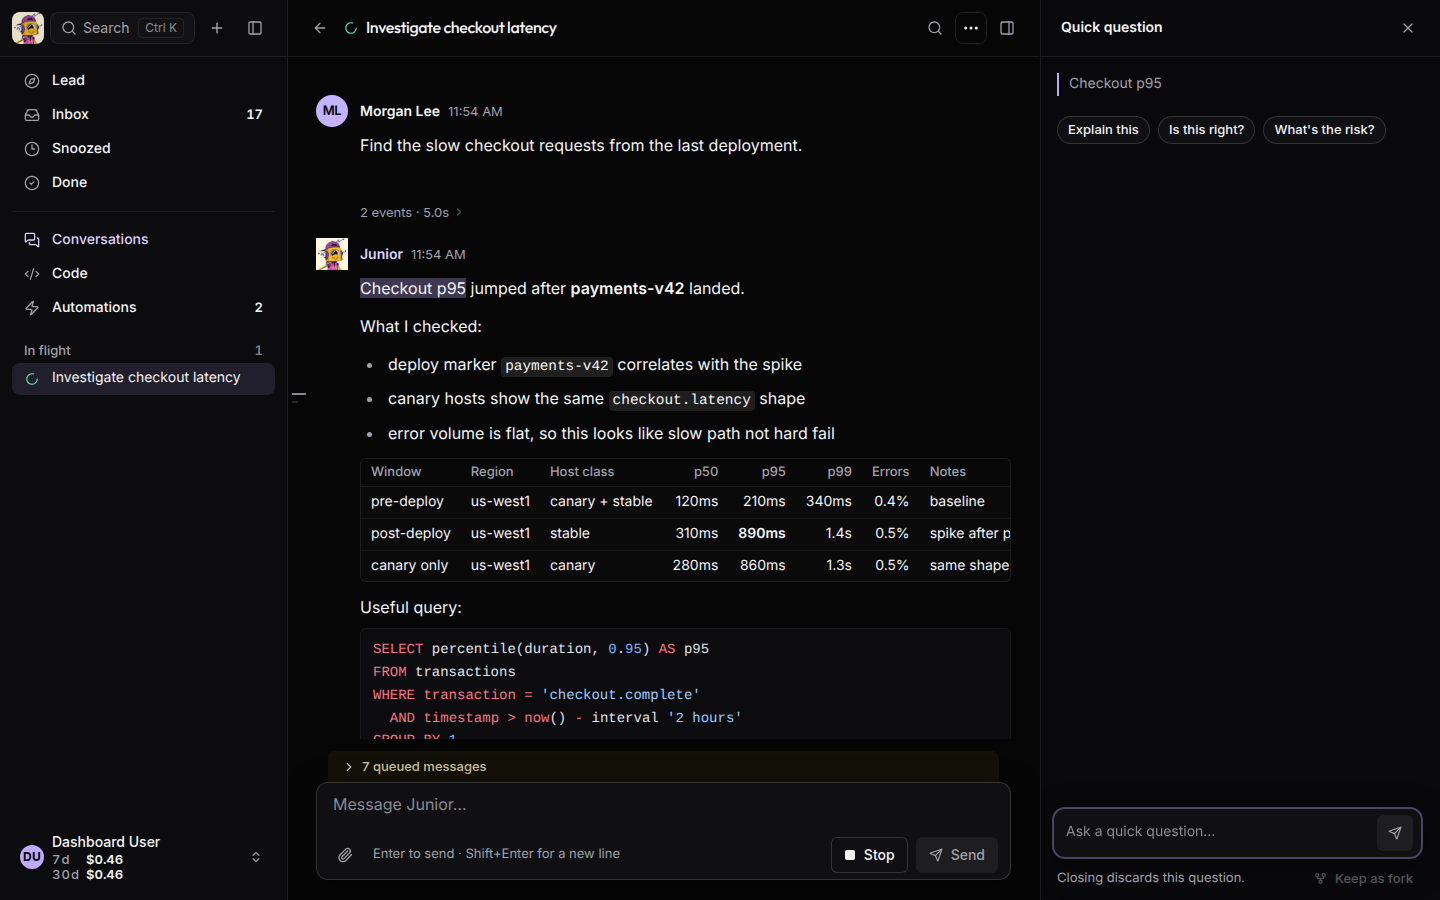 Search Ctrl K
Lead
Inbox 17
Snoozed
Done
Conversations
Code
Automations 2
In flight 1
Investigate checkout latency
DU
Dashboard User
7d $0.46
30d $0.46
Investigate checkout latency
ML
Morgan Lee 11:54 AM
Find the slow checkout requests from the last deployment.
2 events · 5.0s
Junior 11:54 AM
Checkout p95 jumped after payments-v42 landed.
What I checked:
deploy marker payments-v42 correlates with the spike
canary hosts show the same checkout.latency shape
error volume is flat, so this looks like slow path not hard fail
Window Region Host class p50 p95 p99 Errors Notes
pre-deploy us-west1 canary + stable 120ms 210ms 340ms 0.4% baseline
post-deploy us-west1 stable 310ms 890ms 1.4s 0.5% spike after p
canary only us-west1 canary 280ms 860ms 1.3s 0.5% same shape
Useful query:
SELECT percentile(duration, 0.95) AS p95
FROM transactions
WHERE transaction = 'checkout.complete'
AND timestamp > now() - interval '2 hours'
GROUP BY 1
7 queued messages
Message Junior...
Enter to send · Shift+Enter for a new line
Stop
Send
Quick question
Checkout p95
Explain this
Is this right?
What's the risk?
Ask a quick question...
Closing discards this question.
Keep as fork